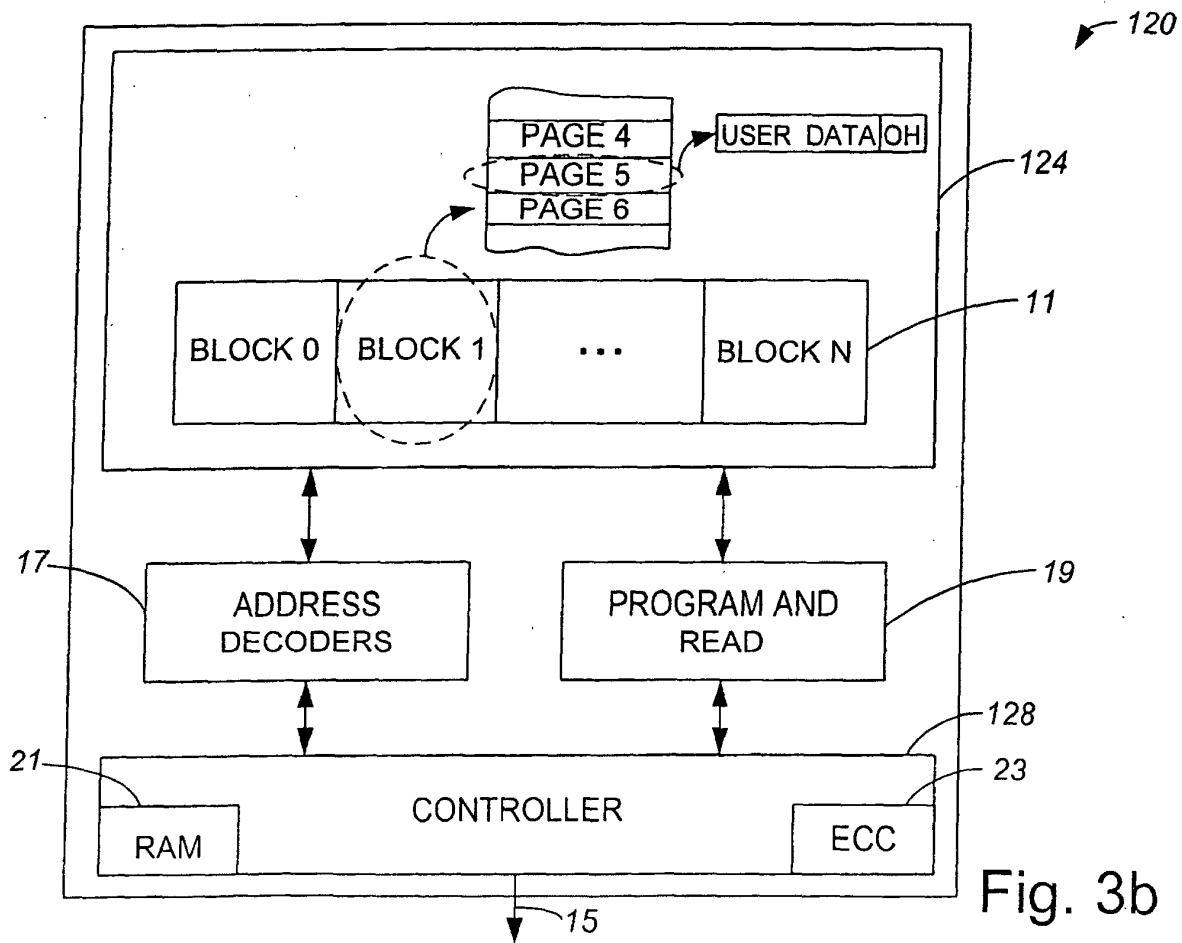 120
PAGE 4
USER DATA OH
PAGE 5
124
PAGE 6
11
BLOCK 0
BLOCK 1
...
BLOCK N
17
19
ADDRESS
DECODERS
PROGRAM AND
READ
128
21
23
CONTROLLER
RAM
ECC
Fig. 3b
15